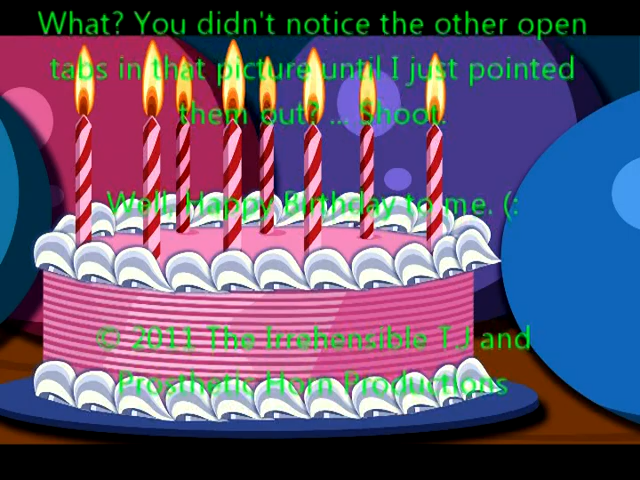 What? You didn't notice the other open
tabs in that picture until I just pointed
them out? ... Shoot.
Well, Happy Birthday to me. (:
© 2011 The Irrehensible TJ and
Prosthetic Horn Productions